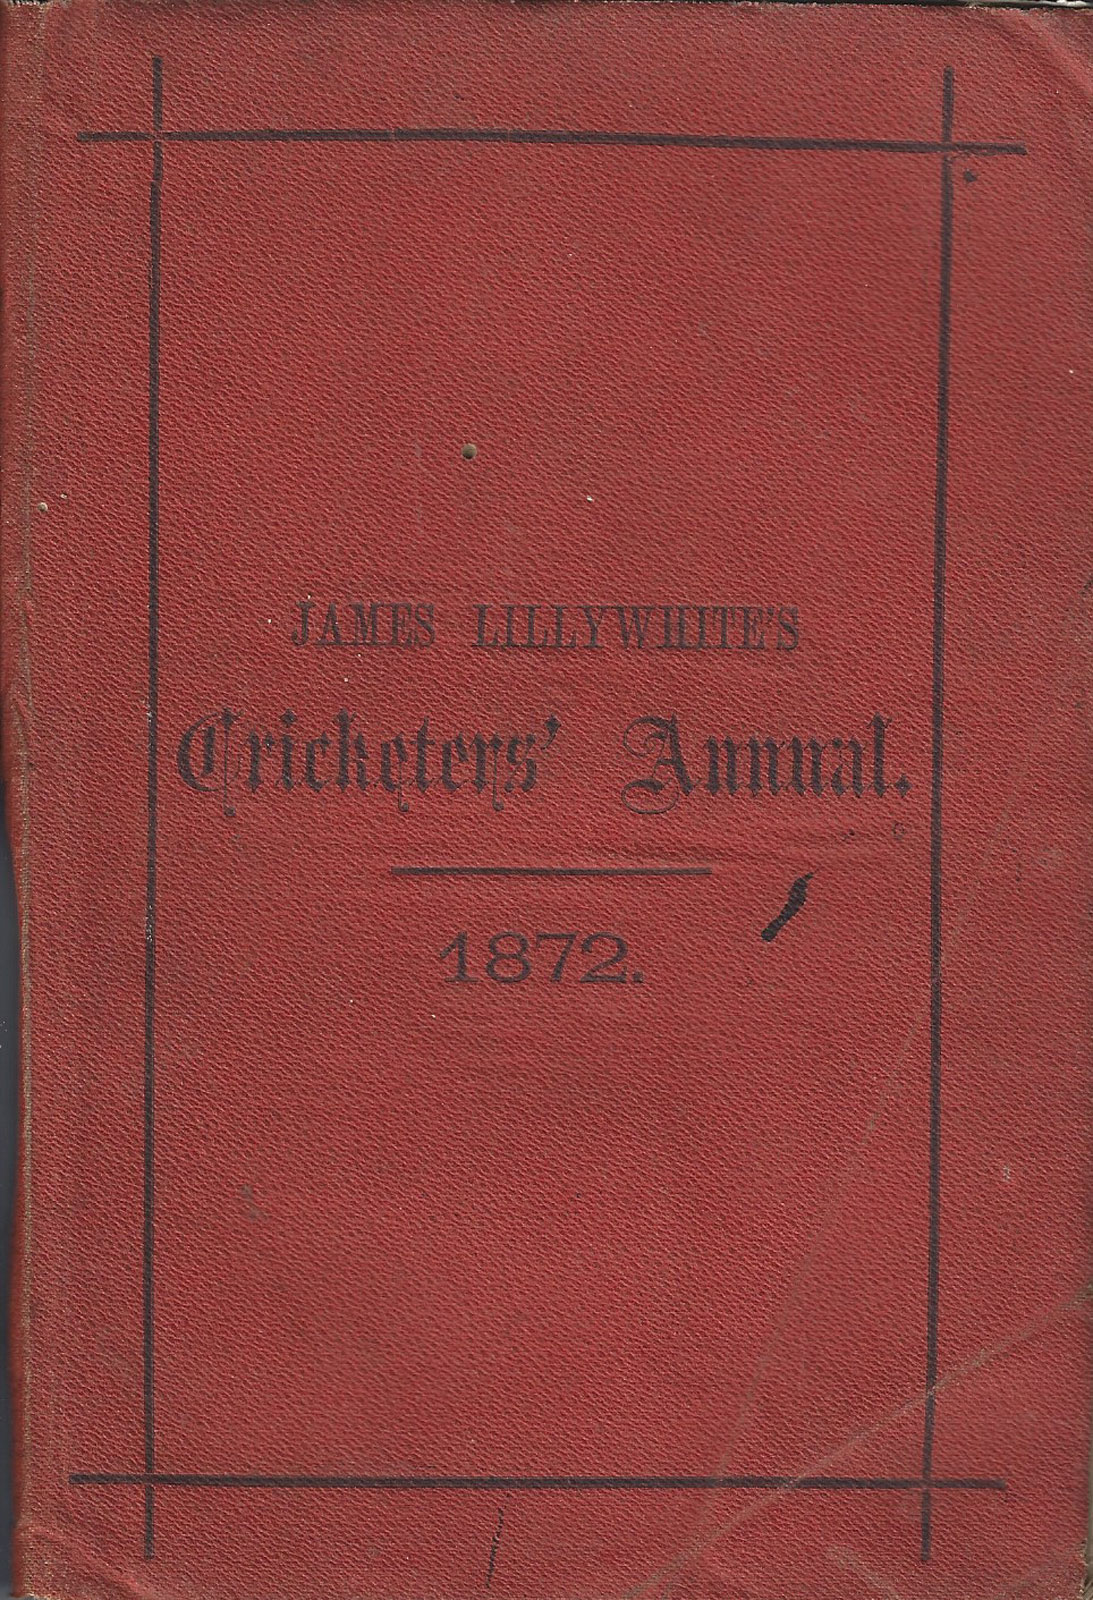 JAMES LILLYWHITE'S
Cricketers' Annual.
1872.